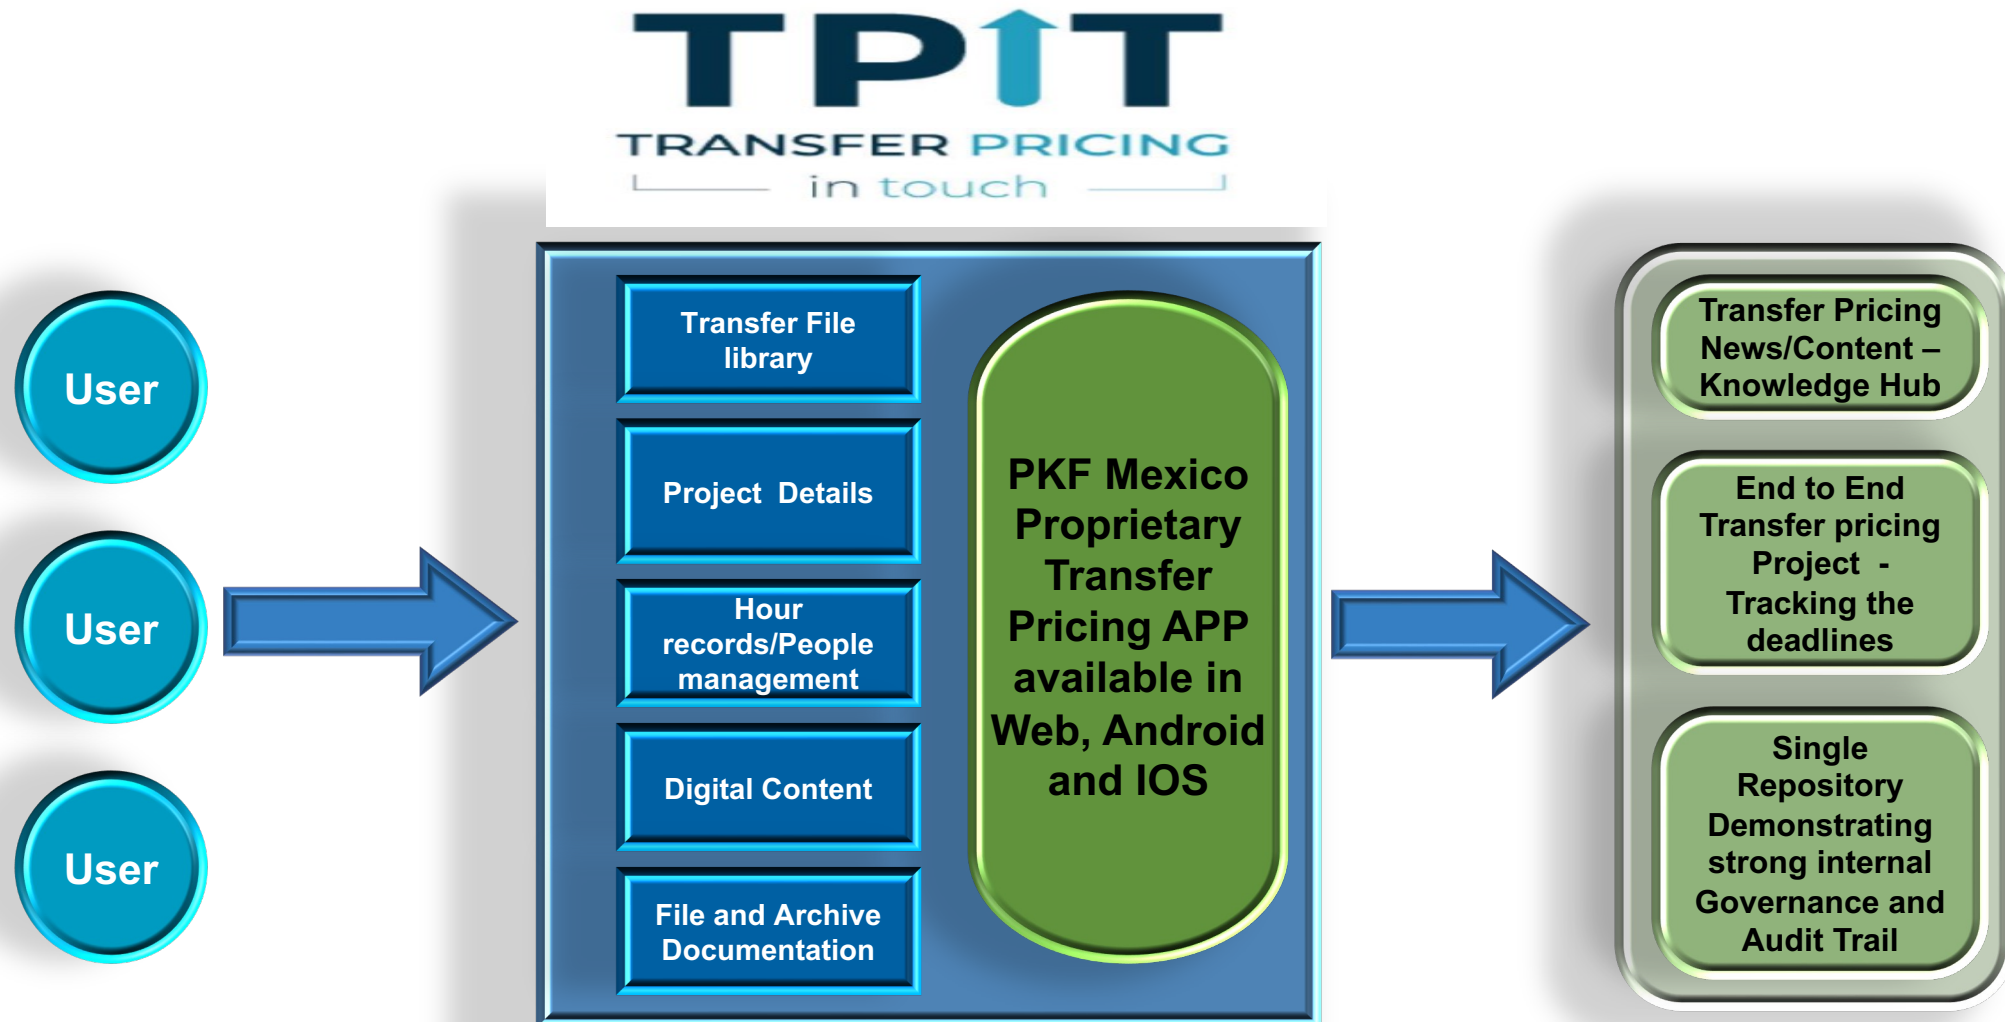 TPIT
TRANSFER PRICING
in touch
User
User
User
Transfer File
library
Project Details
Hour
records/People
management
Digital Content
File and Archive
Documentation
PKF Mexico
Proprietary
Transfer
Pricing APP
available in
Web, Android
and IOS
Transfer Pricing
News/Content –
Knowledge Hub
End to End
Transfer pricing
Project -
Tracking the
deadlines
Single
Repository
Demonstrating
strong internal
Governance and
Audit Trail